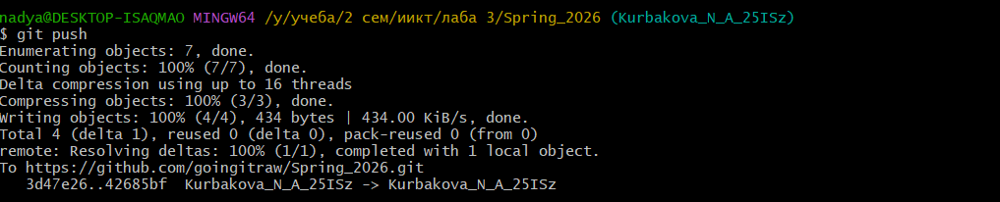 nadya@DESKTOP-ISAQMAO MINGW64 /y/учеба/2 сем/иикт/лаба 3/Spring_2026 (Kurbakova_N_A_25ISz)
$ git push
Enumerating objects: 7, done.
Counting objects: 100% (7/7), done.
Delta compression using up to 16 threads
Compressing objects: 100% (3/3), done.
Writing objects: 100% (4/4), 434 bytes | 434.00 KiB/s, done.
Total 4 (delta 1), reused 0 (delta 0), pack-reused 0 (from 0)
remote: Resolving deltas: 100% (1/1), completed with 1 local object.
To https://github.com/goingitraw/Spring_2026.git
   3d47e26..42685bf  Kurbakova_N_A_25ISz -> Kurbakova_N_A_25ISz